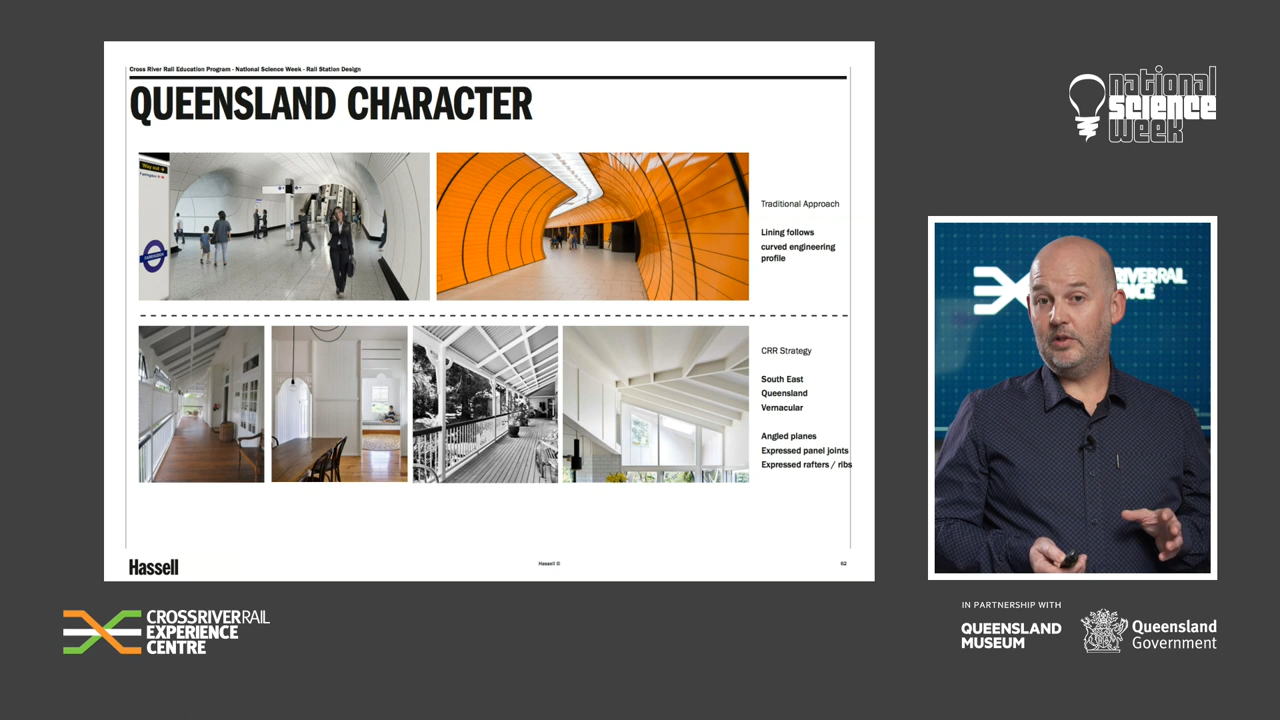 Cross River Rail Education Program - National Science Week - Rail Station Design
QUEENSLAND CHARACTER
Way out
Traditional Approach
Lining follows
curved engineering
profile
CRR Strategy
South East
Queensland
Vernacular
Angled planes
Expressed panel joints
Expressed rafters / ribs
Hassell
Hassell ©
62
national
science
week
CROSSRIVERRAIL
EXPERIENCE
CENTRE
IN PARTNERSHIP WITH
QUEENSLAND
MUSEUM
Queensland
Government